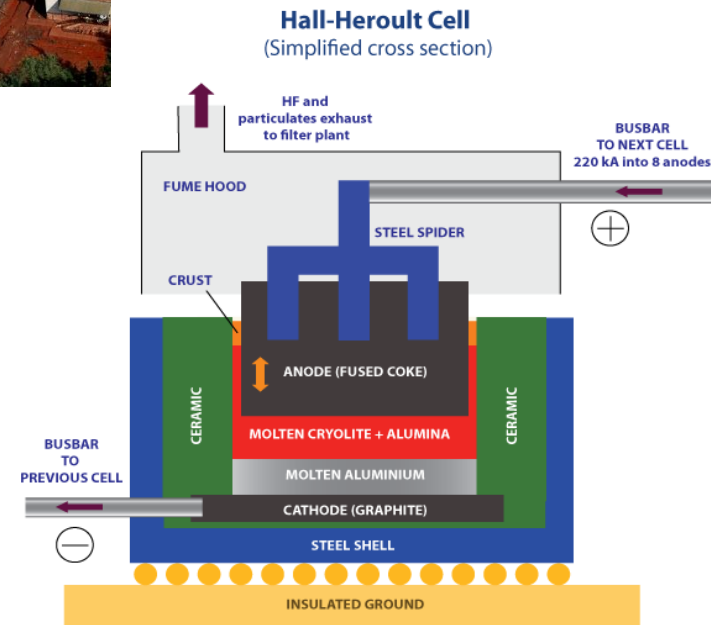 Hall-Heroult Cell
(Simplified cross section)
HF and
particulates exhaust
to filter plant
BUSBAR
TO NEXT CELL
220 kA into 8 anodes
FUME HOOD
STEEL SPIDER
CRUST
ANODE (FUSED COKE)
CERAMIC
CERAMIC
MOLTEN CRYOLITE + ALUMINA
BUSBAR
TO
PREVIOUS CELL
MOLTEN ALUMINIUM
CATHODE (GRAPHITE)
STEEL SHELL
INSULATED GROUND